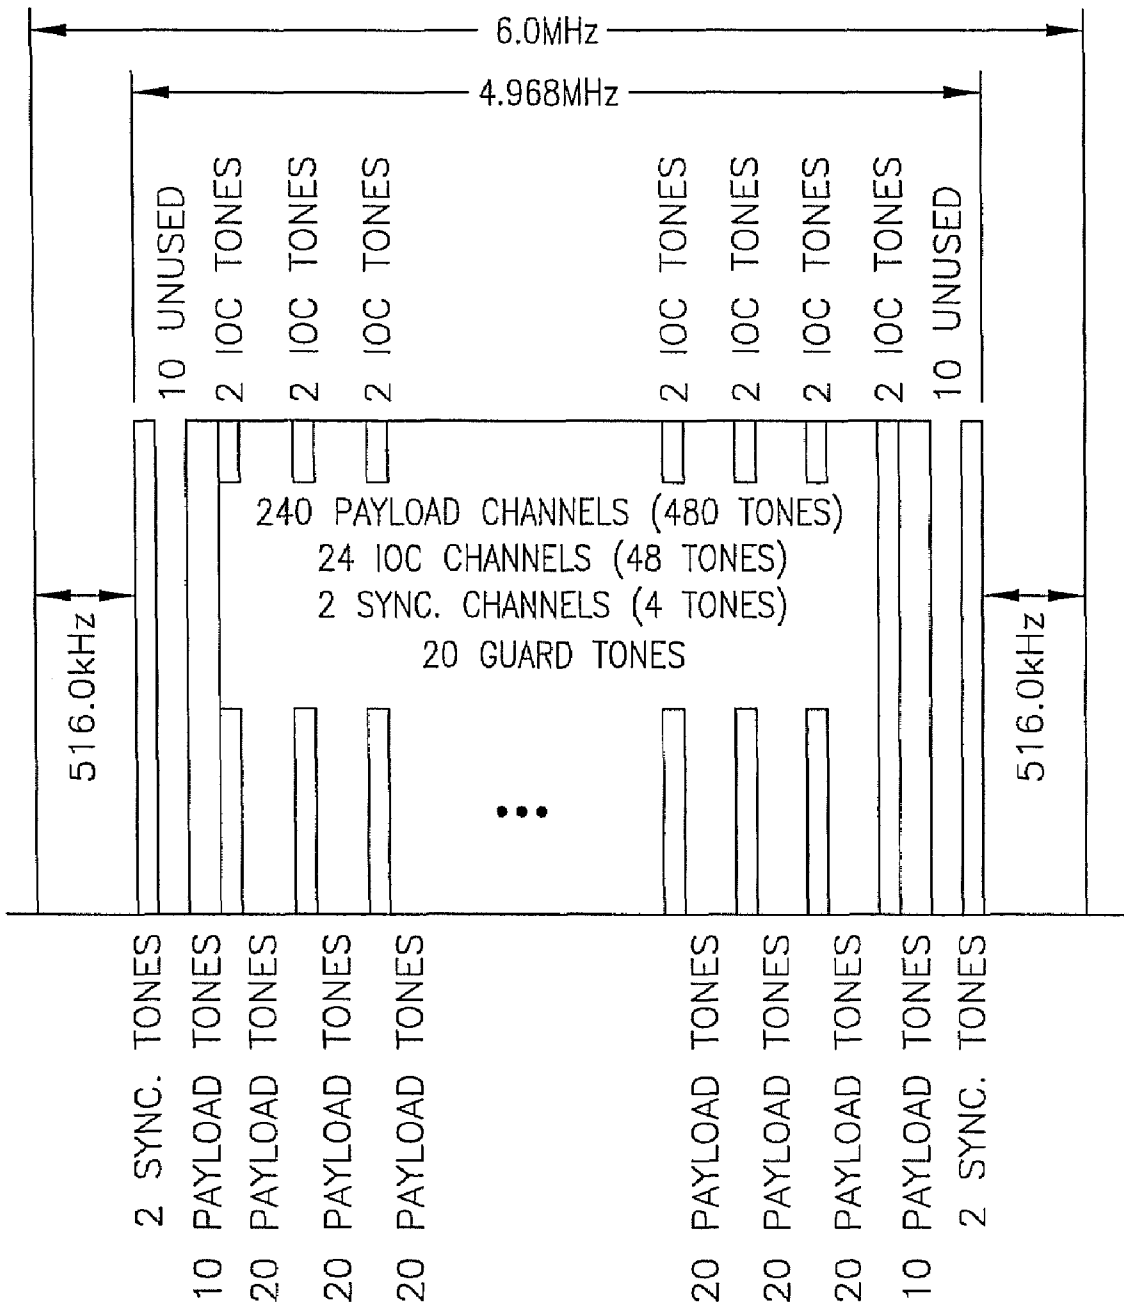 6.0MHz
4.968MHz
10 UNUSED
2 IOC TONES
2 IOC TONES
2 IOC TONES
2 IOC TONES
2 IOC TONES
2 IOC TONES
2 IOC TONES
10 UNUSED
240 PAYLOAD CHANNELS (480 TONES)
24 IOC CHANNELS (48 TONES)
2 SYNC. CHANNELS (4 TONES)
20 GUARD TONES
516.0kHz
516.0kHz
2 SYNC. TONES
10 PAYLOAD TONES
20 PAYLOAD TONES
20 PAYLOAD TONES
20 PAYLOAD TONES
20 PAYLOAD TONES
20 PAYLOAD TONES
20 PAYLOAD TONES
10 PAYLOAD TONES
2 SYNC. TONES